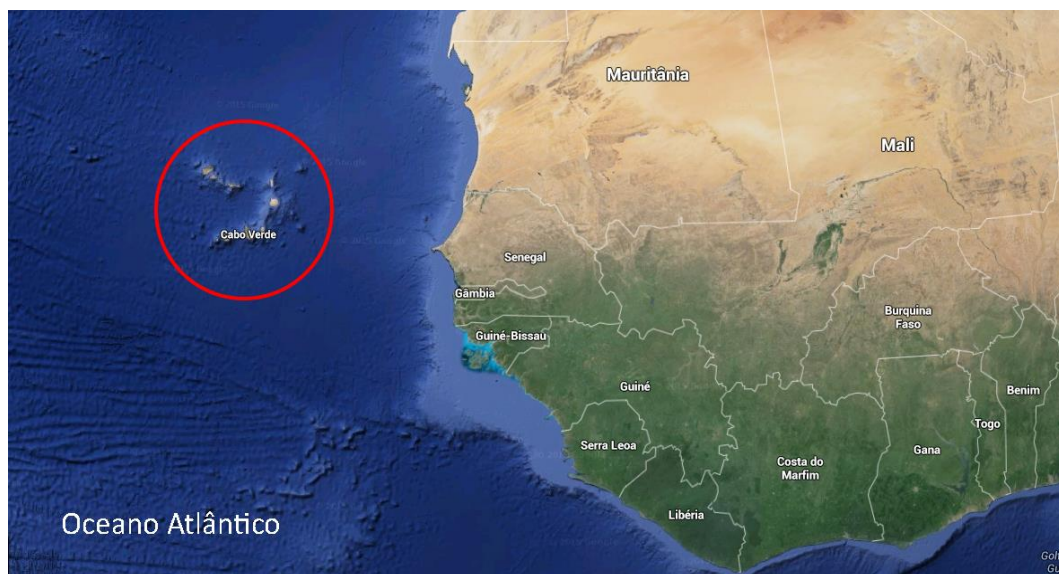 Mauritânia
Mali
Cabo Verde
Senegal
Gâmbia
Burquina
Faso
Guiné-Bissau
Guiné
Benim
Togo
Gana
Serra Leoa
Costa do
Marfim
Libéria
Oceano Atlântico